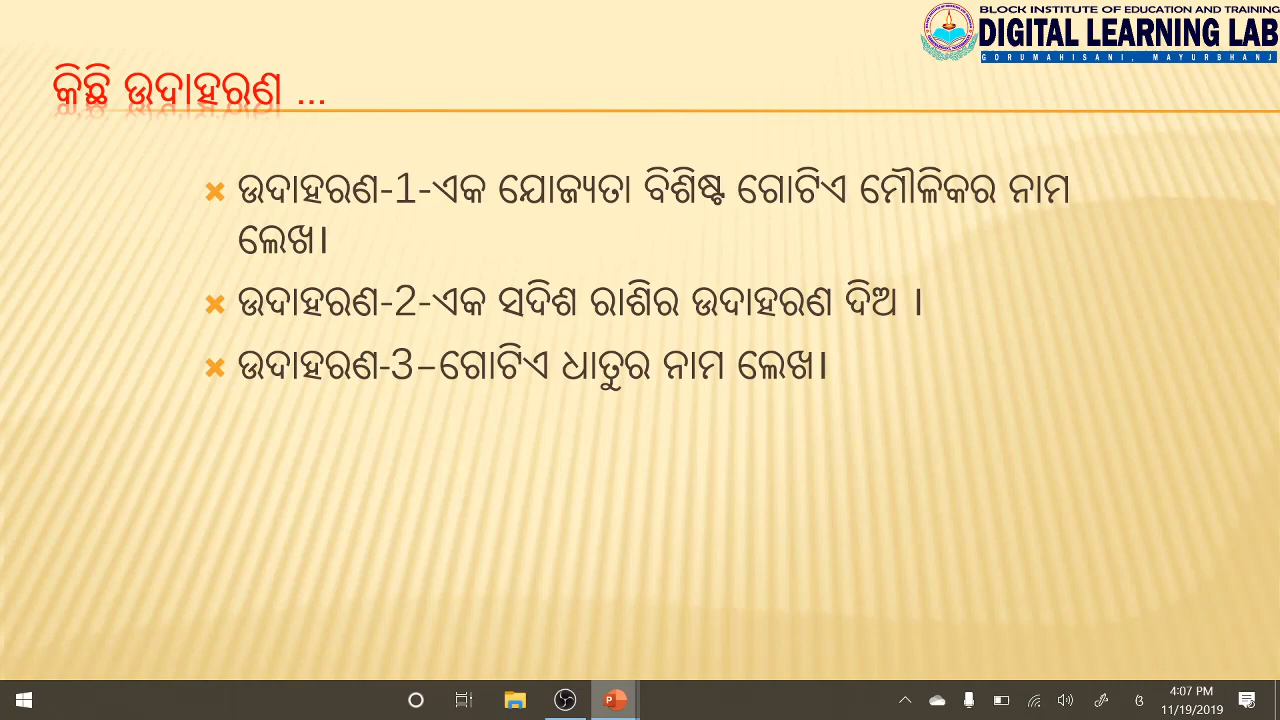 BLOCK INSTITUTE OF EDUCATION AND TRAINING
DIGITAL LEARNING LAB
GORUMAHISANI, MAYURBHANJ
କିଛି ଉଦାହରଣ ...
ଉଦାହରଣ-1-ଏକ ଯୋଜ୍ୟତା ବିଶିଷ୍ଟ ଗୋଟିଏ ମୌଳିକର ନାମ
ଲେଖ।
ଉଦାହରଣ-2-ଏକ ସଦିଶ ରାଶିର ଉଦାହରଣ ଦିଅ ।
ଉଦାହରଣ-3–ଗୋଟିଏ ଧାତୁର ନାମ ଲେଖ।
4:07 PM
11/19/2019